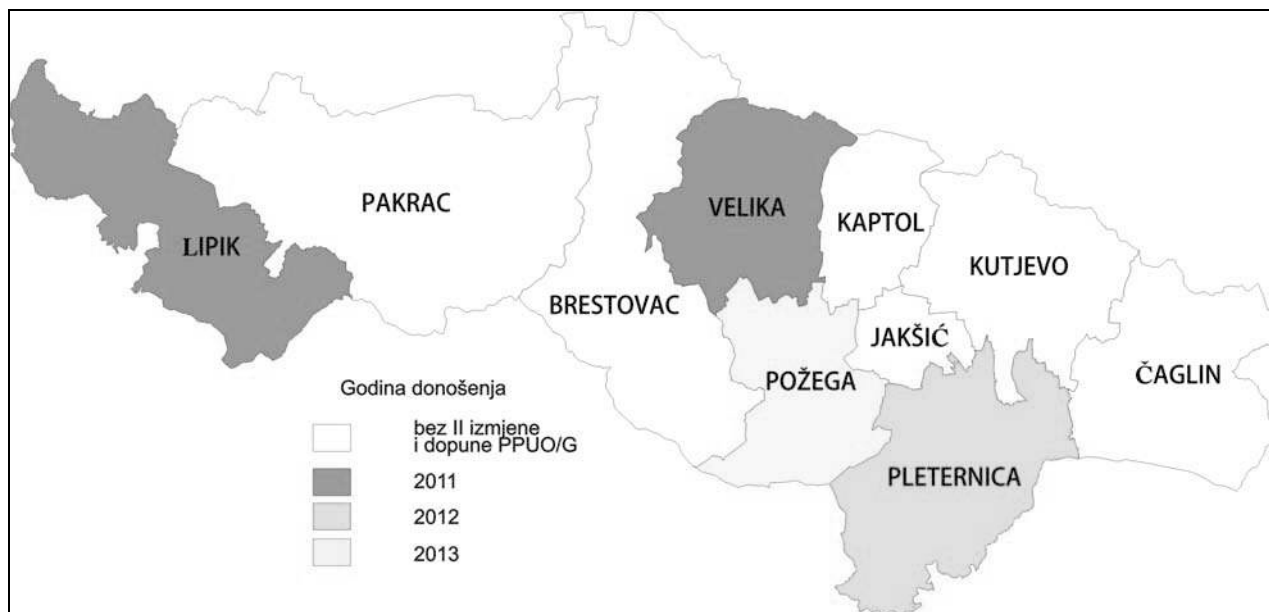 PAKRAC
VELIKA
KAPTOL
LIPIK
KUTJEVO
BRESTOVAC
JAKŠIĆ
POŽEGA
ČAGLIN
PLETERNICA
Godina donošenja
bez II izmjene
i dopune PPUO/G
2011
2012
2013